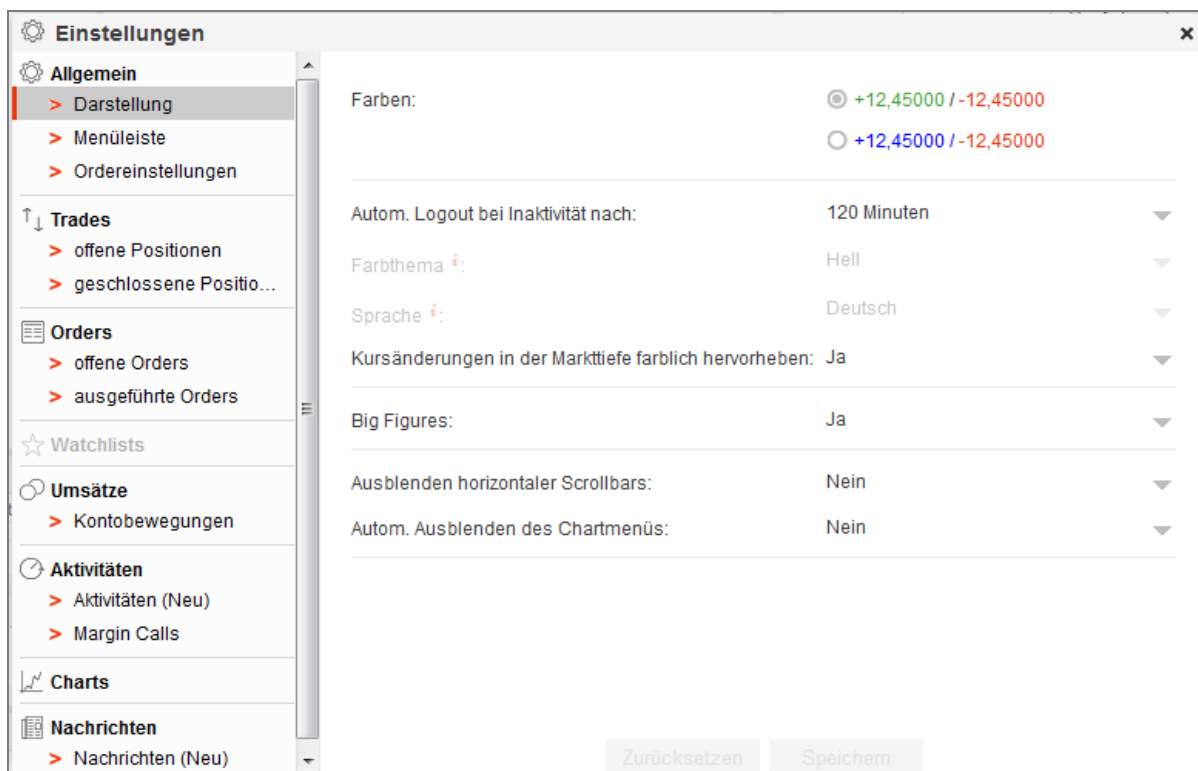 Einstellungen
Allgemein
> Darstellung
> Menüleiste
> Ordereinstellungen
Trades
> offene Positionen
> geschlossene Positio...
Orders
> offene Orders
> ausgeführte Orders
Watchlists
Umsätze
> Kontobewegungen
Aktivitäten
> Aktivitäten (Neu)
> Margin Calls
Charts
Nachrichten
> Nachrichten (Neu)
Farben: +12,45000 / -12,45000
+12,45000 / -12,45000
Autom. Logout bei Inaktivität nach: 120 Minuten
Farbthema i: Hell
Sprache i: Deutsch
Kursänderungen in der Markttiefe farblich hervorheben: Ja
Big Figures: Ja
Ausblenden horizontaler Scrollbars: Nein
Autom. Ausblenden des Chartmenüs: Nein
Zurücksetzen Speichern